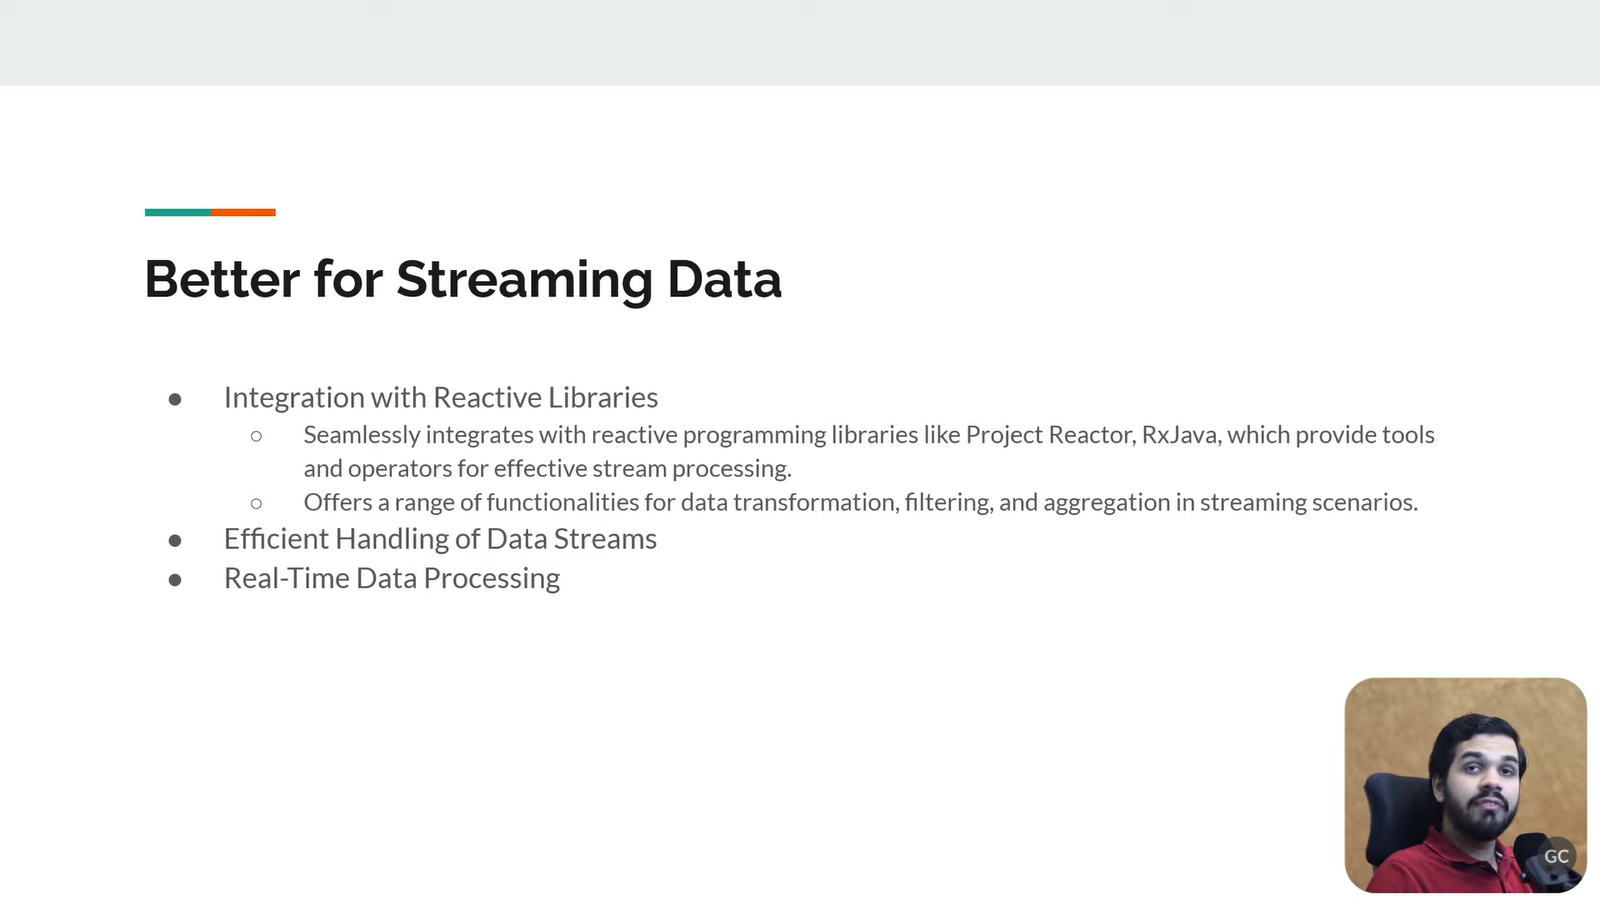 Better for Streaming Data
● Integration with Reactive Libraries
○ Seamlessly integrates with reactive programming libraries like Project Reactor, RxJava, which provide tools
and operators for effective stream processing.
○ Offers a range of functionalities for data transformation, filtering, and aggregation in streaming scenarios.
● Efficient Handling of Data Streams
● Real-Time Data Processing
GC